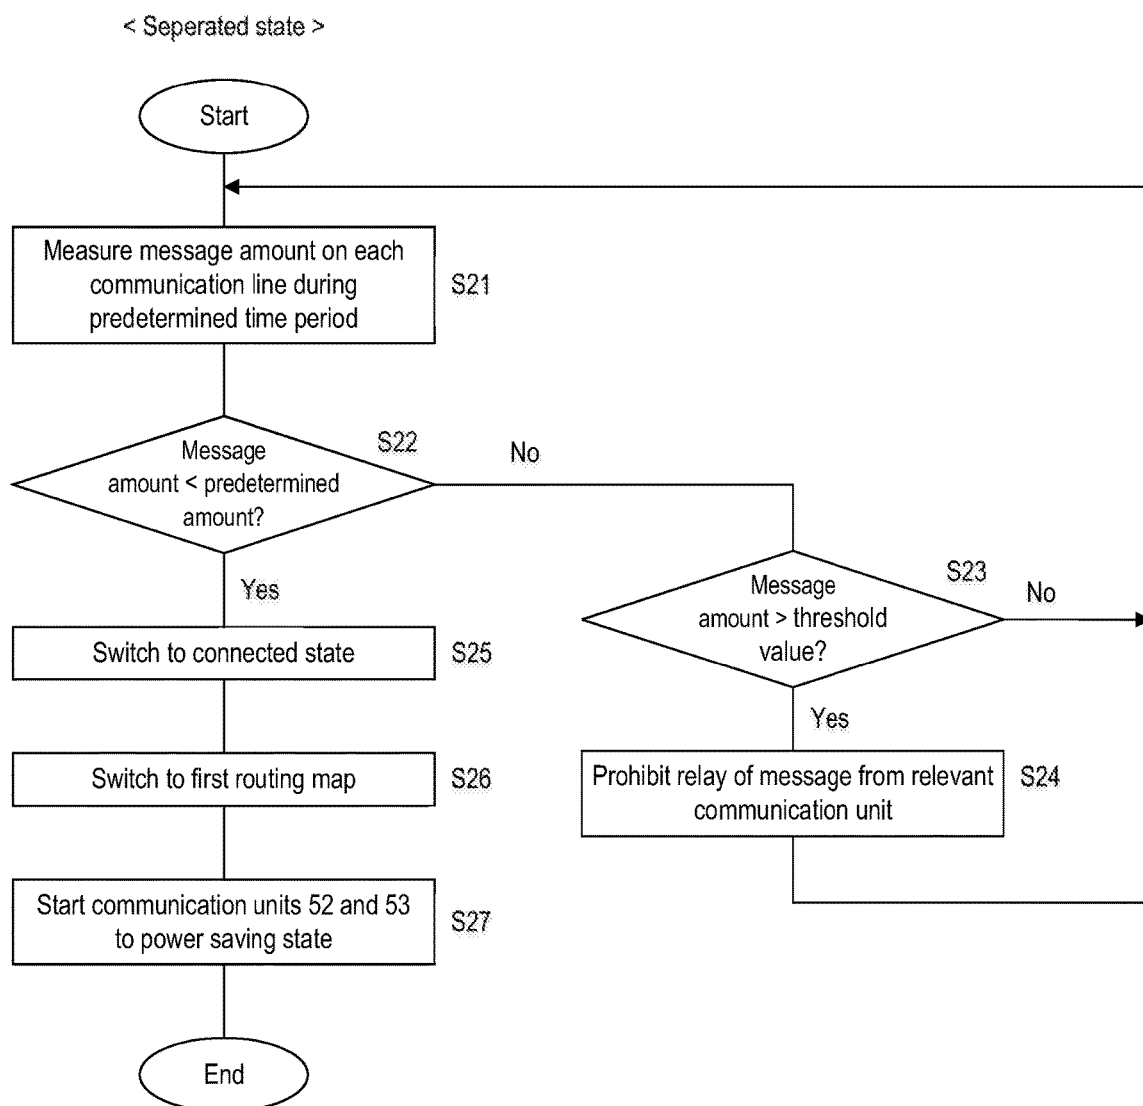 < Seperated state >
Start
Measure message amount on each
communication line during
predetermined time period
S21
Message
amount < predetermined
amount?
S22
No
Yes
Message
amount > threshold
value?
S23
No
Yes
Switch to connected state
S25
Prohibit relay of message from relevant
communication unit
S24
Switch to first routing map
S26
Start communication units 52 and 53
to power saving state
S27
End